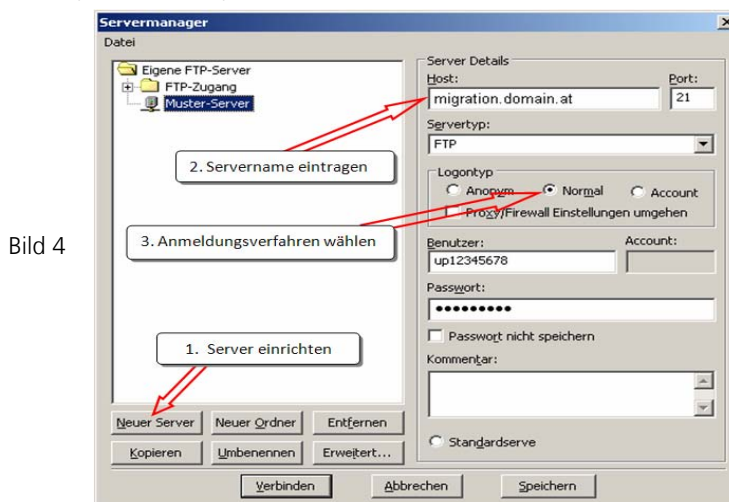 Servermanager
Datei
Eigene FTP-Server
FTP-Zugang
Muster-Server
2. Servername eintragen
3. Anmeldungsverfahren wählen
1. Server einrichten
Neuer Server
Neuer Ordner
Entfernen
Kopieren
Umbenennen
Erweitert...
Server Details
Host:
Port:
migration.domain.at
21
Servertyp:
FTP
Logontyp
Anonym
Normal
Account
Proxy/Firewall Einstellungen umgehen
Benutzer:
Account:
up12345678
Passwort:
•••••••••
Passwort nicht speichern
Kommentar:
Standardserve
Verbinden
Abbrechen
Speichern
Bild 4